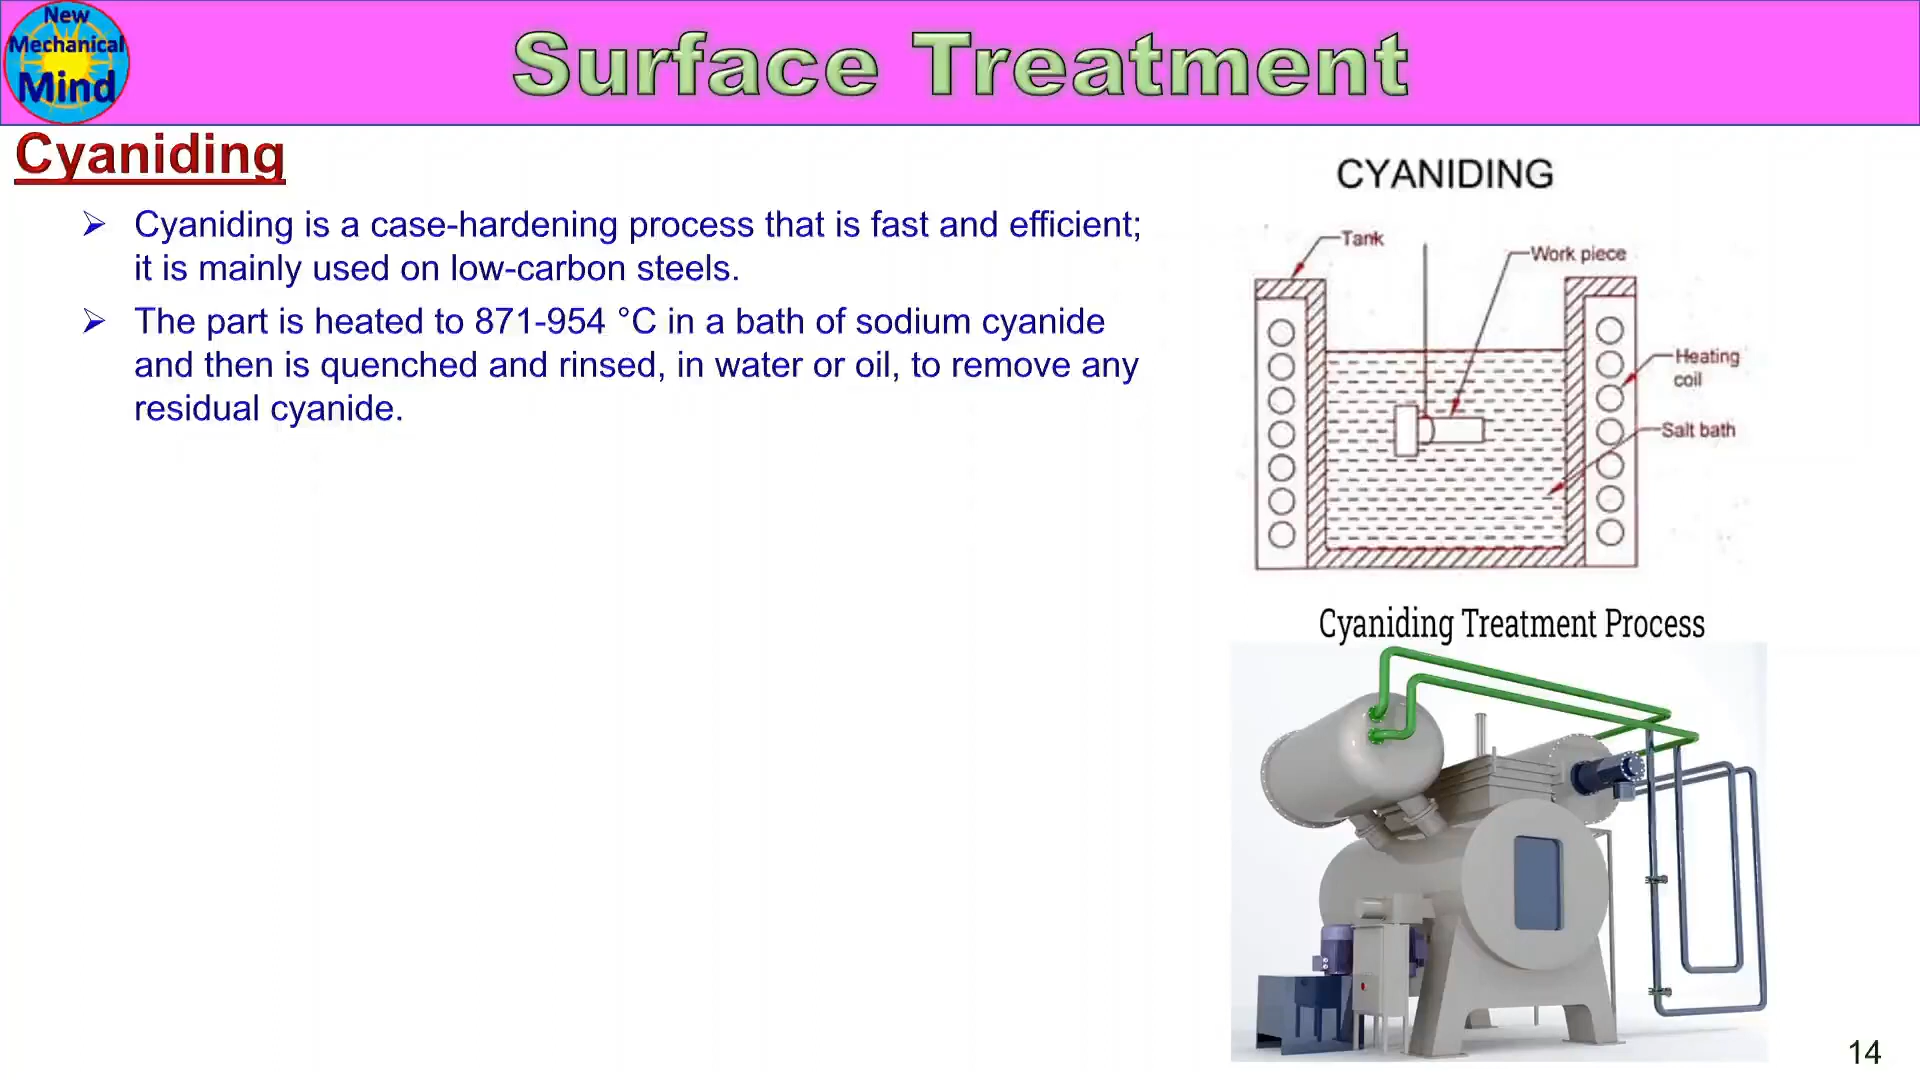 New
Mechanical
Mind
Surface Treatment
Cyaniding
➢ Cyaniding is a case-hardening process that is fast and efficient;
it is mainly used on low-carbon steels.
➢ The part is heated to 871-954 °C in a bath of sodium cyanide
and then is quenched and rinsed, in water or oil, to remove any
residual cyanide.
CYANIDING
Tank
Work piece
Heating
coil
Salt bath
Cyaniding Treatment Process
14